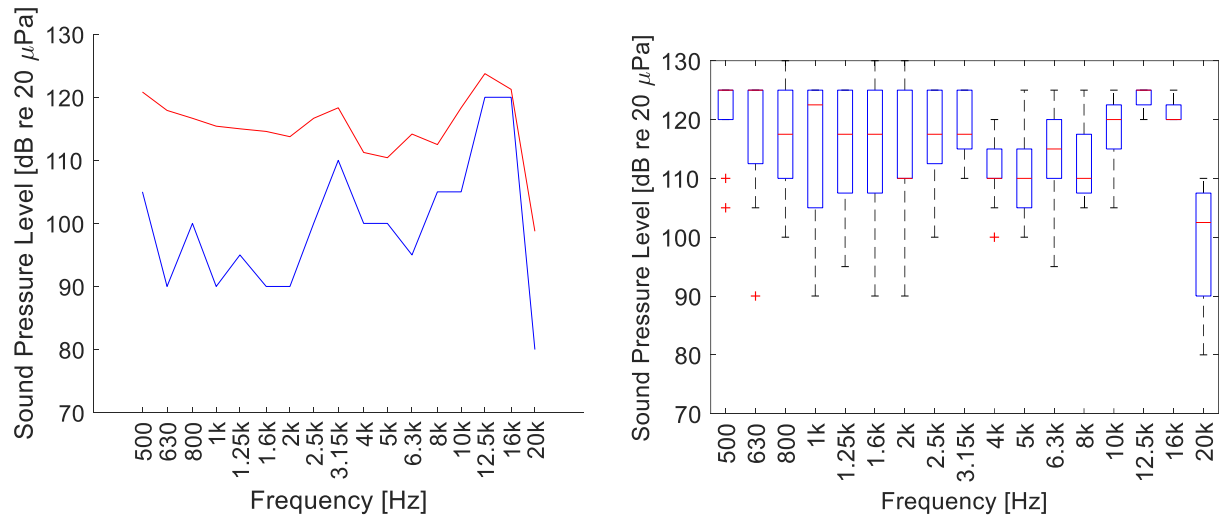 130
120
110
100
90
80
70
Sound Pressure Level [dB re 20 μPa]
500
630
800
1k
1.25k
1.6k
2k
2.5k
3.15k
4k
5k
6.3k
8k
10k
12.5k
16k
20k
Frequency [Hz]
130
120
110
100
90
80
70
Sound Pressure Level [dB re 20 μPa]
500
630
800
1k
1.25k
1.6k
2k
2.5k
3.15k
4k
5k
6.3k
8k
10k
12.5k
16k
20k
Frequency [Hz]